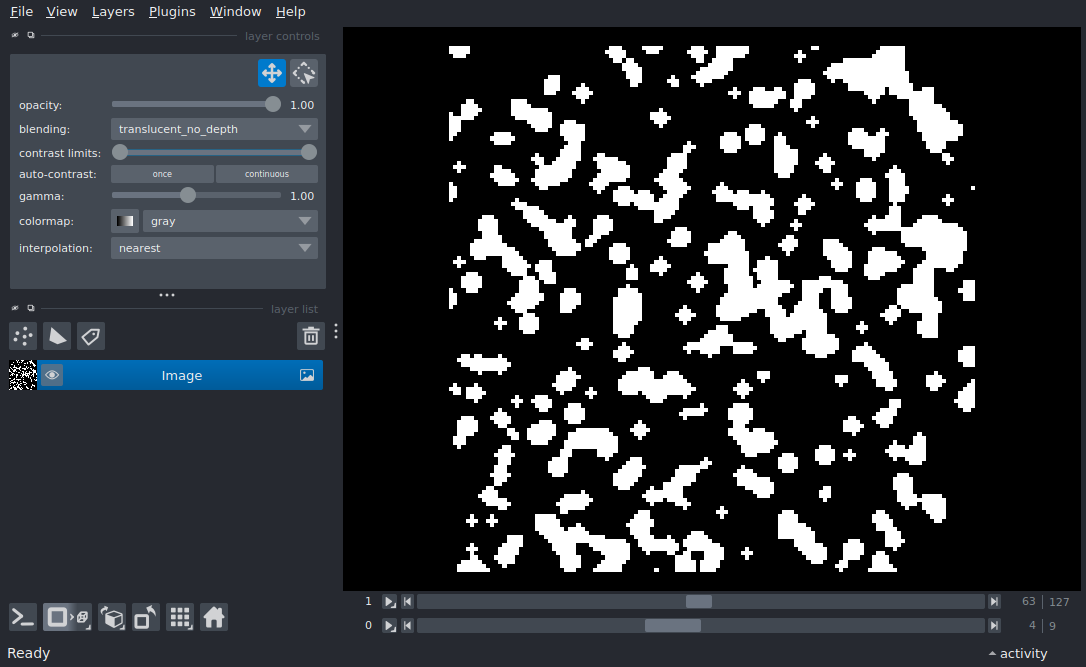 File View Layers Plugins Window Help
layer controls
opacity: 1.00
blending: translucent_no_depth
contrast limits:
auto-contrast: once continuous
gamma: 1.00
colormap: gray
interpolation: nearest
layer list
Image
1 63 127
0 4 9
Ready activity